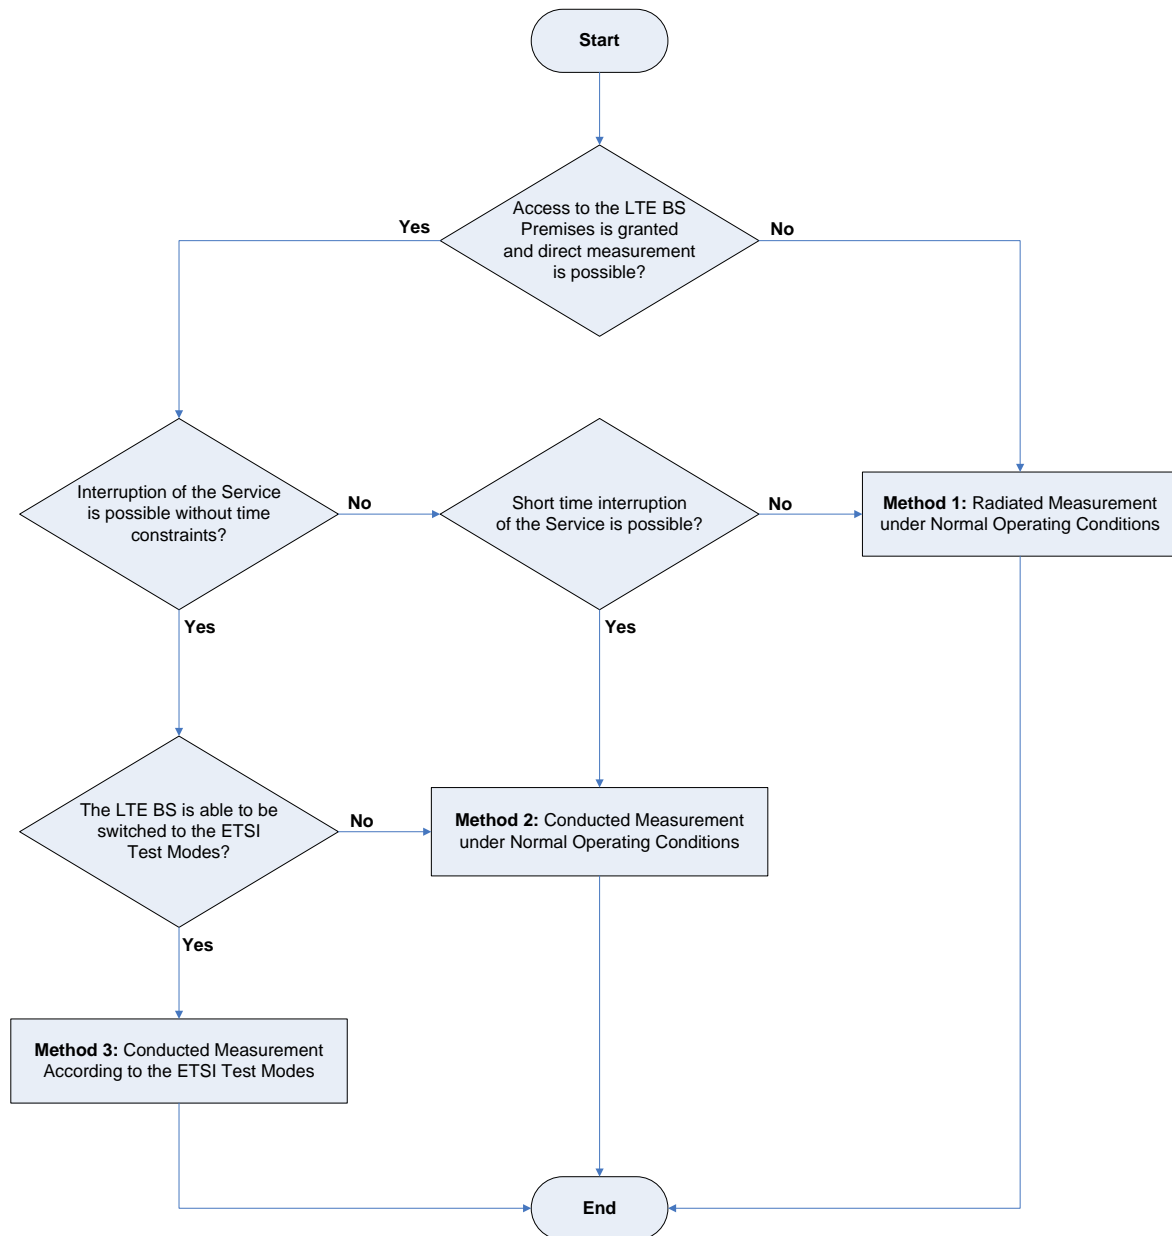 Start
Access to the LTE BS
Premises is granted
and direct measurement
is possible?
Yes
No
Interruption of the Service
is possible without time
constraints?
No
Short time interruption
of the Service is possible?
No
Method 1: Radiated Measurement
under Normal Operating Conditions
Yes
Yes
The LTE BS is able to be
switched to the ETSI
Test Modes?
No
Method 2: Conducted Measurement
under Normal Operating Conditions
Yes
Method 3: Conducted Measurement
According to the ETSI Test Modes
End